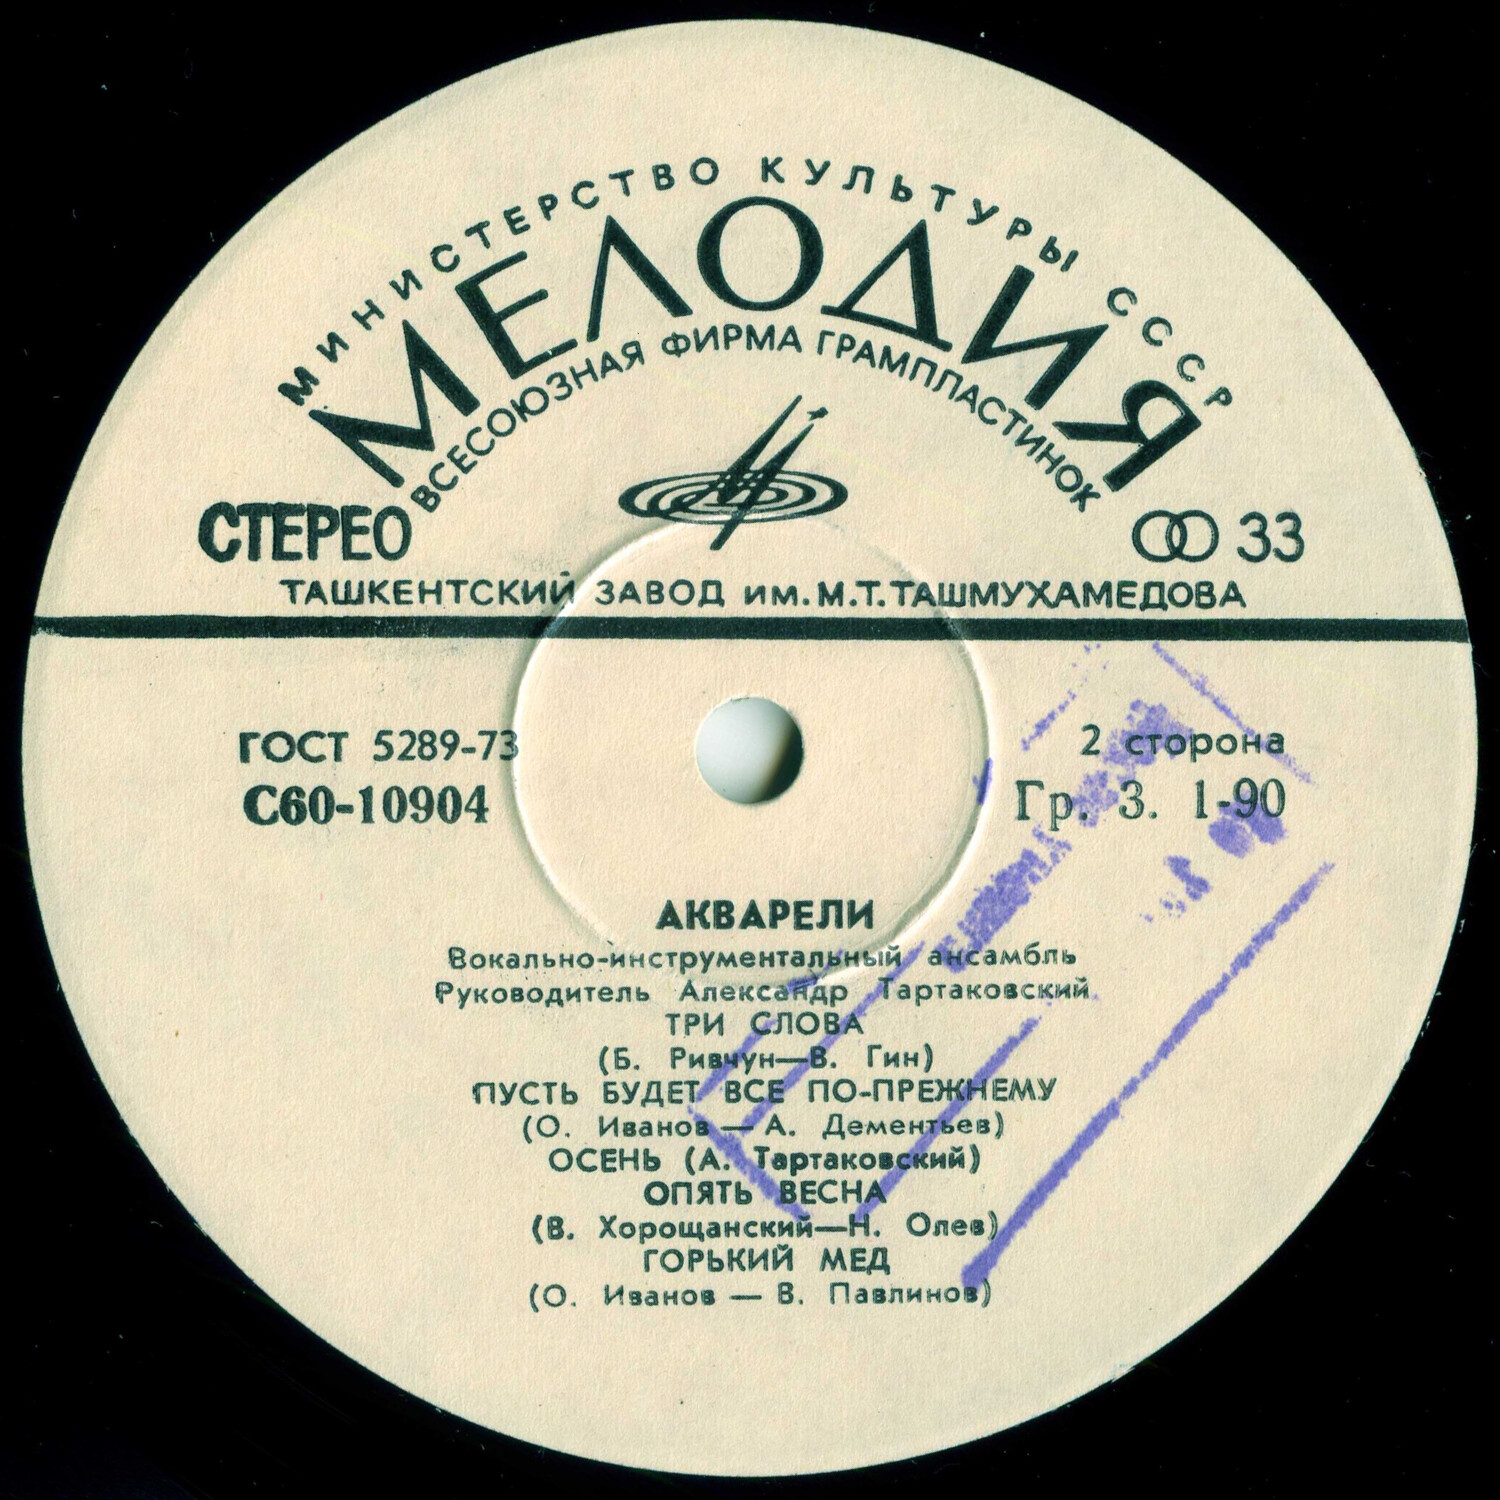 МИНИСТЕРСТВО КУЛЬТУРЫ СССР
МЕЛОДИЯ
ВСЕСОЮЗНАЯ ФИРМА ГРАМПЛАСТИНОК
СТЕРЕО
33
ТАШКЕНТСКИЙ ЗАВОД им. М.Т. ТАШМУХАМЕДОВА
ГОСТ 5289-73
2 сторона
С60-10904
Гр. 3. 1-90
АКВАРЕЛИ
Вокально-инструментальный ансамбль
Руководитель Александр Тартаковский
ТРИ СЛОВА
(Б. Ривчун—В. Гин)
ПУСТЬ БУДЕТ ВСЕ ПО-ПРЕЖНЕМУ
(О. Иванов — А. Дементьев)
ОСЕНЬ (А. Тартаковский)
ОПЯТЬ ВЕСНА
(В. Хорощанский—Н. Олев)
ГОРЬКИЙ МЕД
(О. Иванов — В. Павлинов)